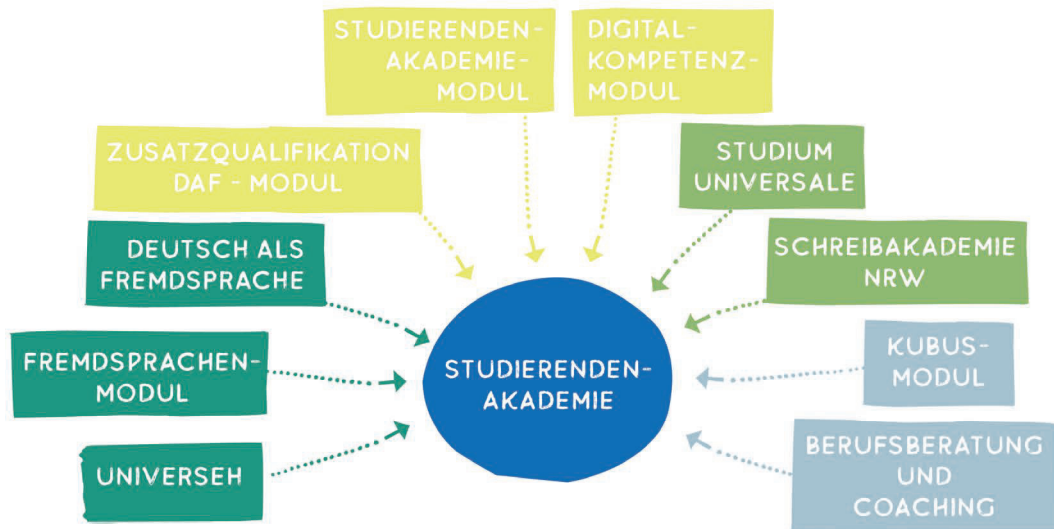 STUDIERENDEN-
AKADEMIE-
MODUL
DIGITAL-
KOMPETENZ-
MODUL
ZUSATZQUALIFIKATION
DAF - MODUL
STUDIUM
UNIVERSALE
DEUTSCH ALS
FREMDSPRACHE
SCHREIBAKADEMIE
NRW
FREMDSPRACHEN-
MODUL
STUDIERENDEN-
AKADEMIE
KUBUS-
MODUL
UNIVERSEH
BERUFSBERATUNG
UND
COACHING